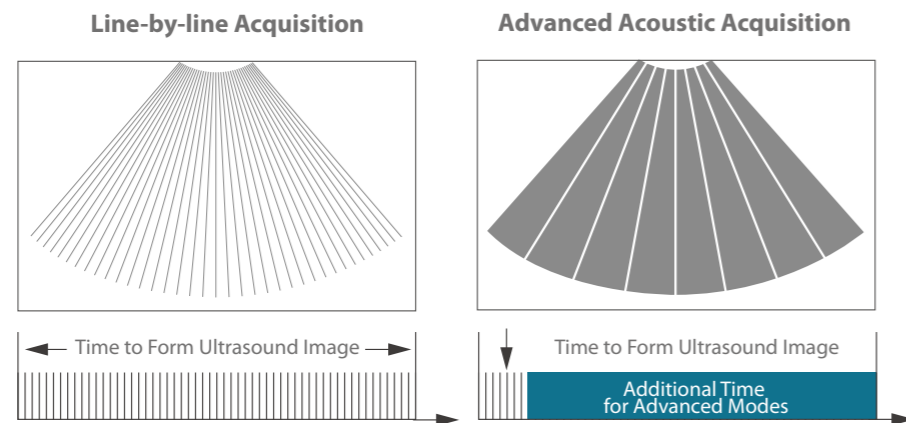 Line-by-line Acquisition
Advanced Acoustic Acquisition
Time to Form Ultrasound Image
Time to Form Ultrasound Image
Additional Time
for Advanced Modes